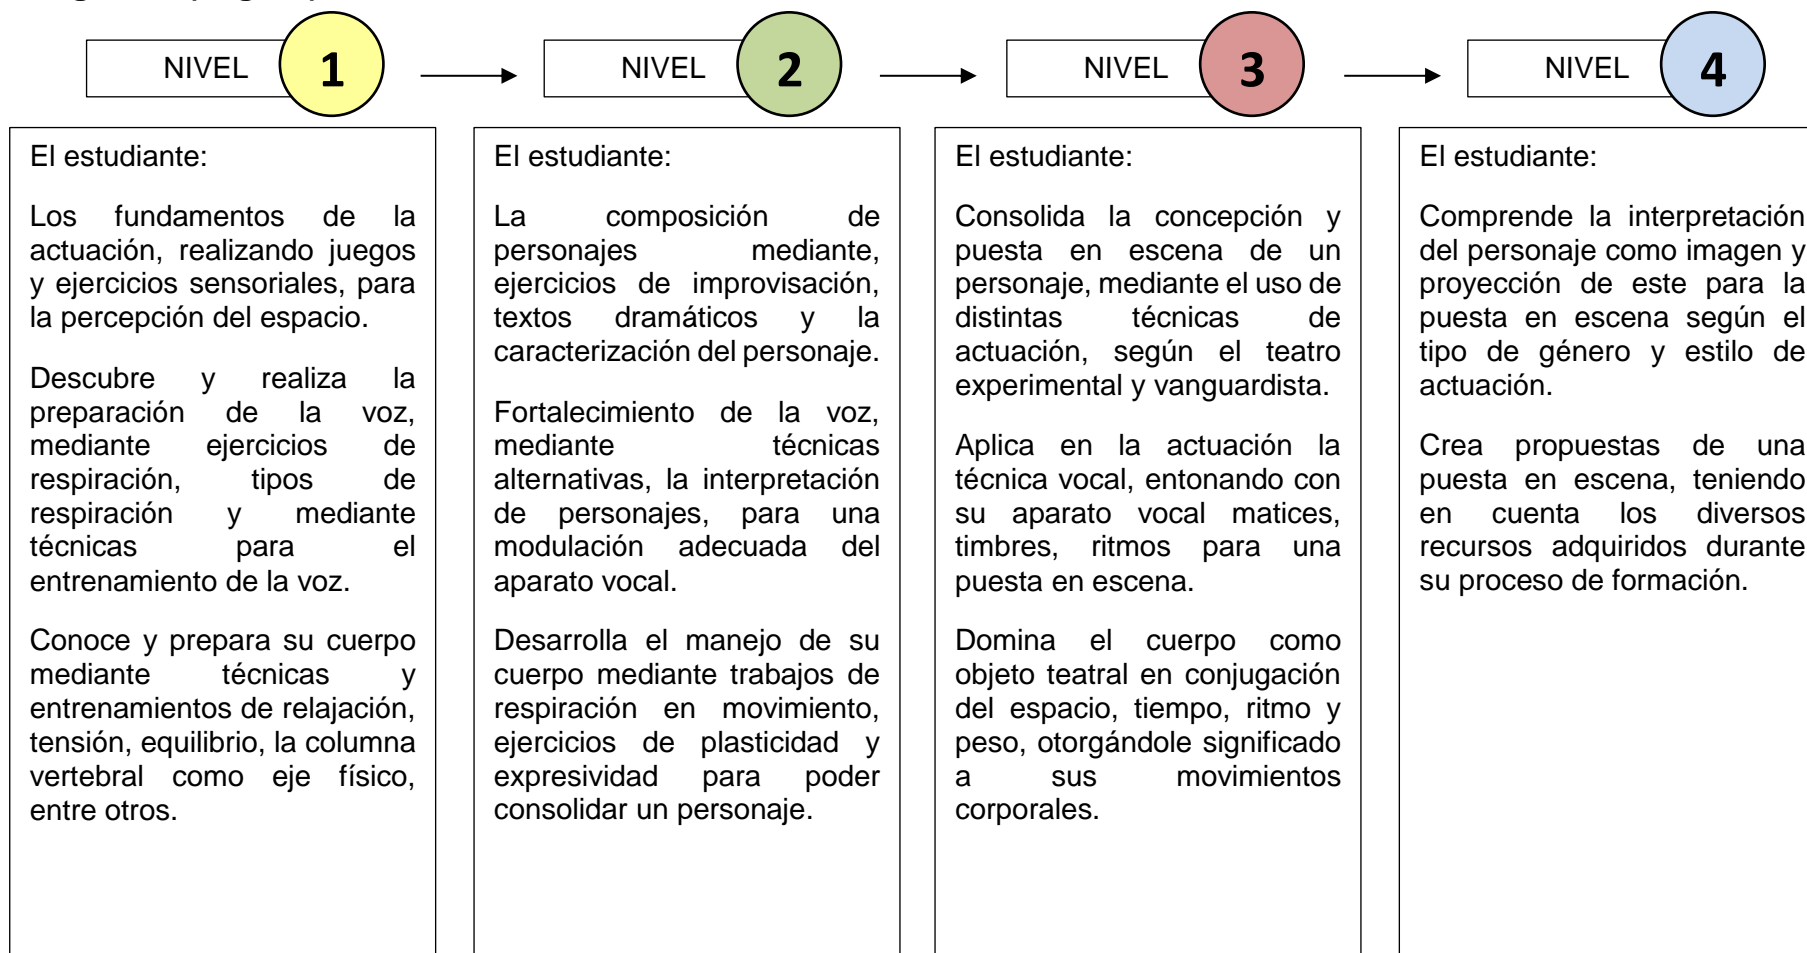 NIVEL 1
El estudiante:
Los fundamentos de la
actuación, realizando juegos
y ejercicios sensoriales, para
la percepción del espacio.
Descubre y realiza la
preparación de la voz,
mediante ejercicios de
respiración, tipos de
respiración y mediante
técnicas para el
entrenamiento de la voz.
Conoce y prepara su cuerpo
mediante técnicas y
entrenamientos de relajación,
tensión, equilibrio, la columna
vertebral como eje físico,
entre otros.
NIVEL 2
El estudiante:
La composición de
personajes mediante,
ejercicios de improvisación,
textos dramáticos y la
caracterización del personaje.
Fortalecimiento de la voz,
mediante técnicas
alternativas, la interpretación
de personajes, para una
modulación adecuada del
aparato vocal.
Desarrolla el manejo de su
cuerpo mediante trabajos de
respiración en movimiento,
ejercicios de plasticidad y
expresividad para poder
consolidar un personaje.
NIVEL 3
El estudiante:
Consolida la concepción y
puesta en escena de un
personaje, mediante el uso de
distintas técnicas de
actuación, según el teatro
experimental y vanguardista.
Aplica en la actuación la
técnica vocal, entonando con
su aparato vocal matices,
timbres, ritmos para una
puesta en escena.
Domina el cuerpo como
objeto teatral en conjugación
del espacio, tiempo, ritmo y
peso, otorgándole significado
a sus movimientos
corporales.
NIVEL 4
El estudiante:
Comprende la interpretación
del personaje como imagen y
proyección de este para la
puesta en escena según el
tipo de género y estilo de
actuación.
Crea propuestas de una
puesta en escena, teniendo
en cuenta los diversos
recursos adquiridos durante
su proceso de formación.